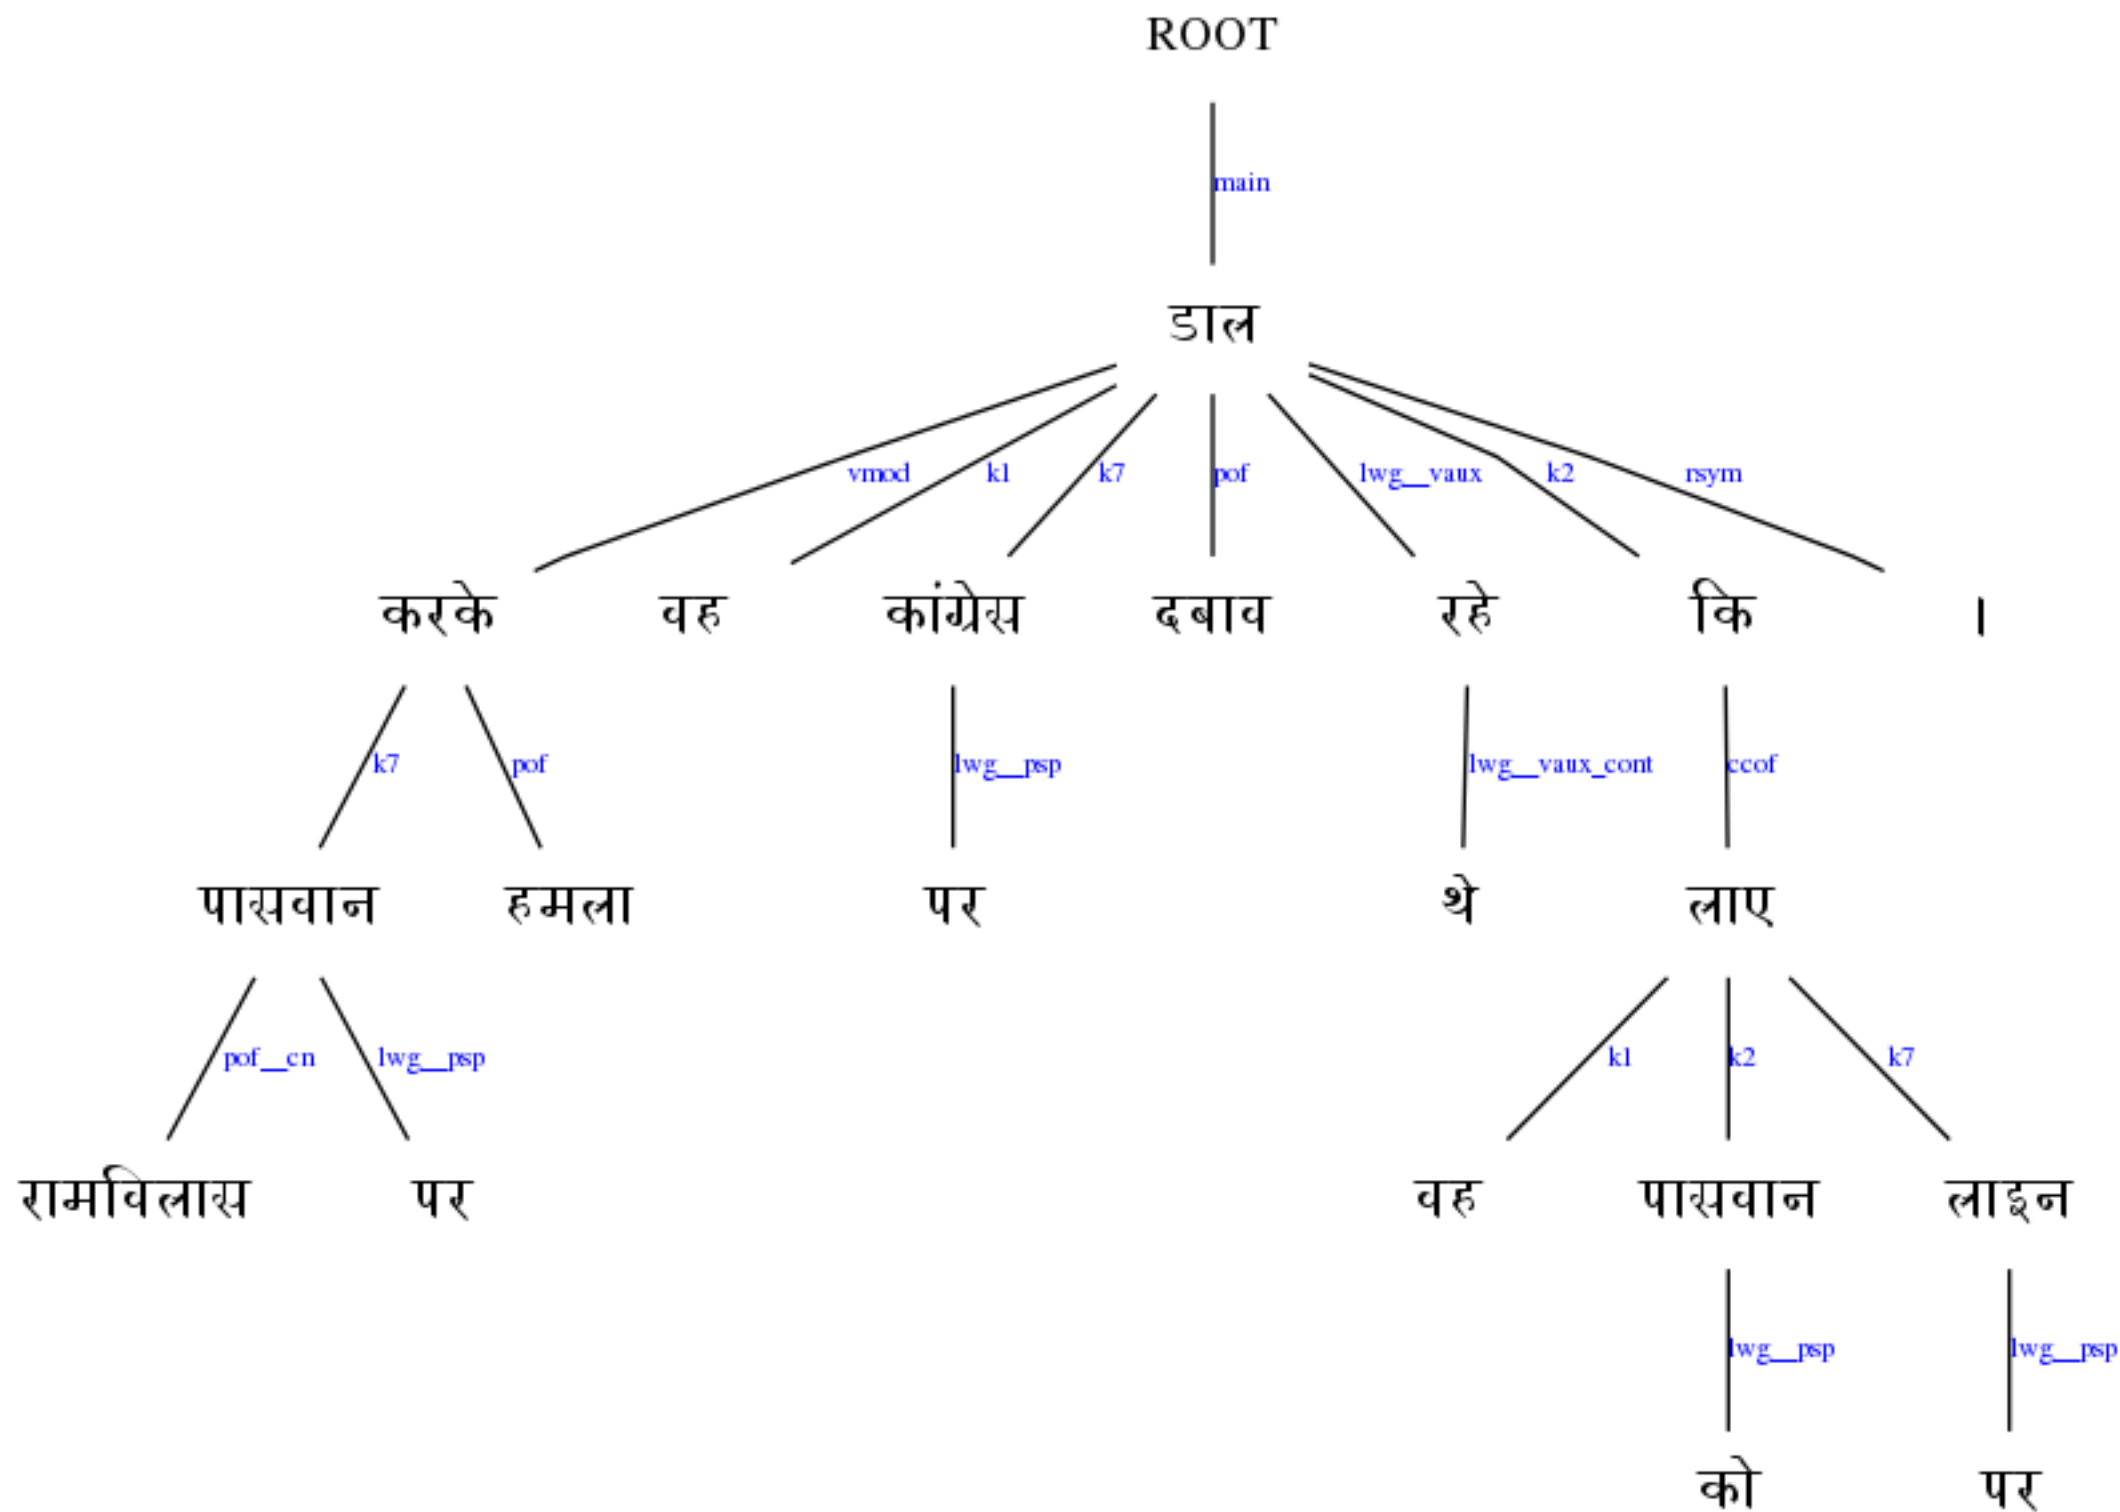 ROOT
main
डाल
vmod k1 k7 pof lwg__vaux k2 rsym
करके वह कांग्रेस दबाव रहे कि ।
k7 pof lwg__psp lwg__vaux_cont ccof
पासवान हमला पर थे लाए
pof__cn lwg__psp k1 k2 k7
रामविलास पर वह पासवान लाइन
lwg__psp lwg__psp
को पर